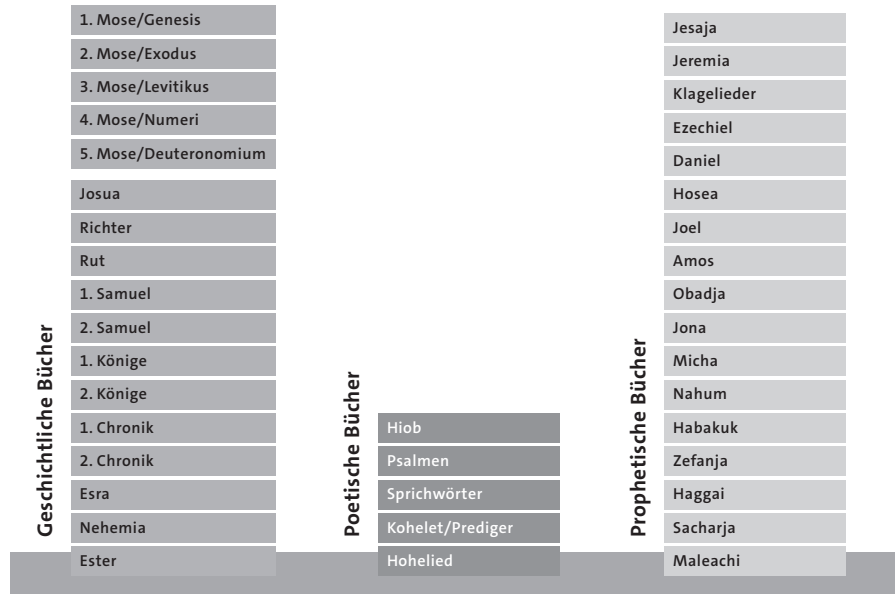 Geschichtliche Bücher
1. Mose/Genesis
2. Mose/Exodus
3. Mose/Levitikus
4. Mose/Numeri
5. Mose/Deuteronomium
Josua
Richter
Rut
1. Samuel
2. Samuel
1. Könige
2. Könige
1. Chronik
2. Chronik
Esra
Nehemia
Ester
Poetische Bücher
Hiob
Psalmen
Sprichwörter
Kohelet/Prediger
Hohelied
Prophetische Bücher
Jesaja
Jeremia
Klagelieder
Ezechiel
Daniel
Hosea
Joel
Amos
Obadja
Jona
Micha
Nahum
Habakuk
Zefanja
Haggai
Sacharja
Maleachi